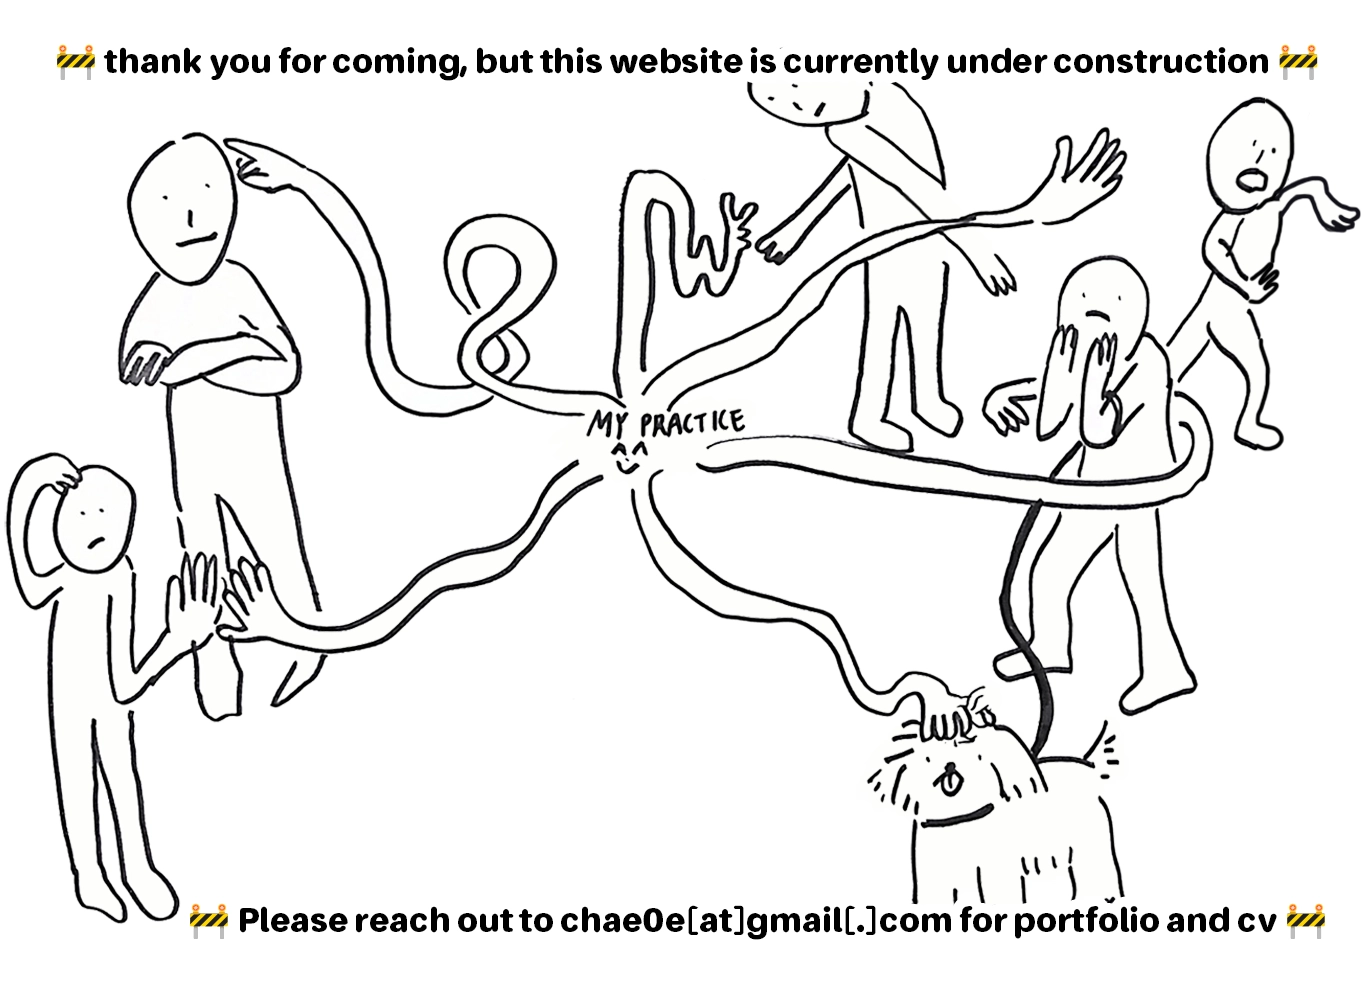 🚧 thank you for coming, but this website is currently under construction 🚧
MY PRACTICE
🚧 Please reach out to chae0e[at]gmail[.]com for portfolio and cv 🚧